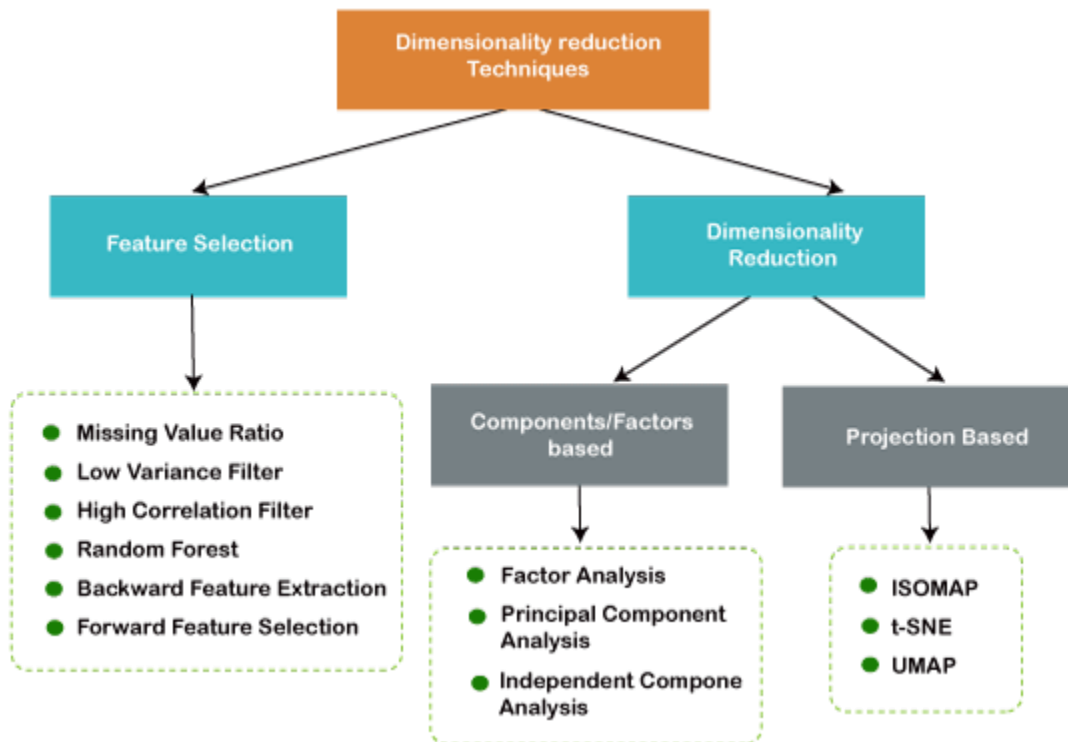 Dimensionality reduction
Techniques
Feature Selection
Dimensionality
Reduction
Components/Factors
based
Projection Based
Missing Value Ratio
Low Variance Filter
High Correlation Filter
Random Forest
Backward Feature Extraction
Forward Feature Selection
Factor Analysis
Principal Component
Analysis
Independent Compone
Analysis
ISOMAP
t-SNE
UMAP